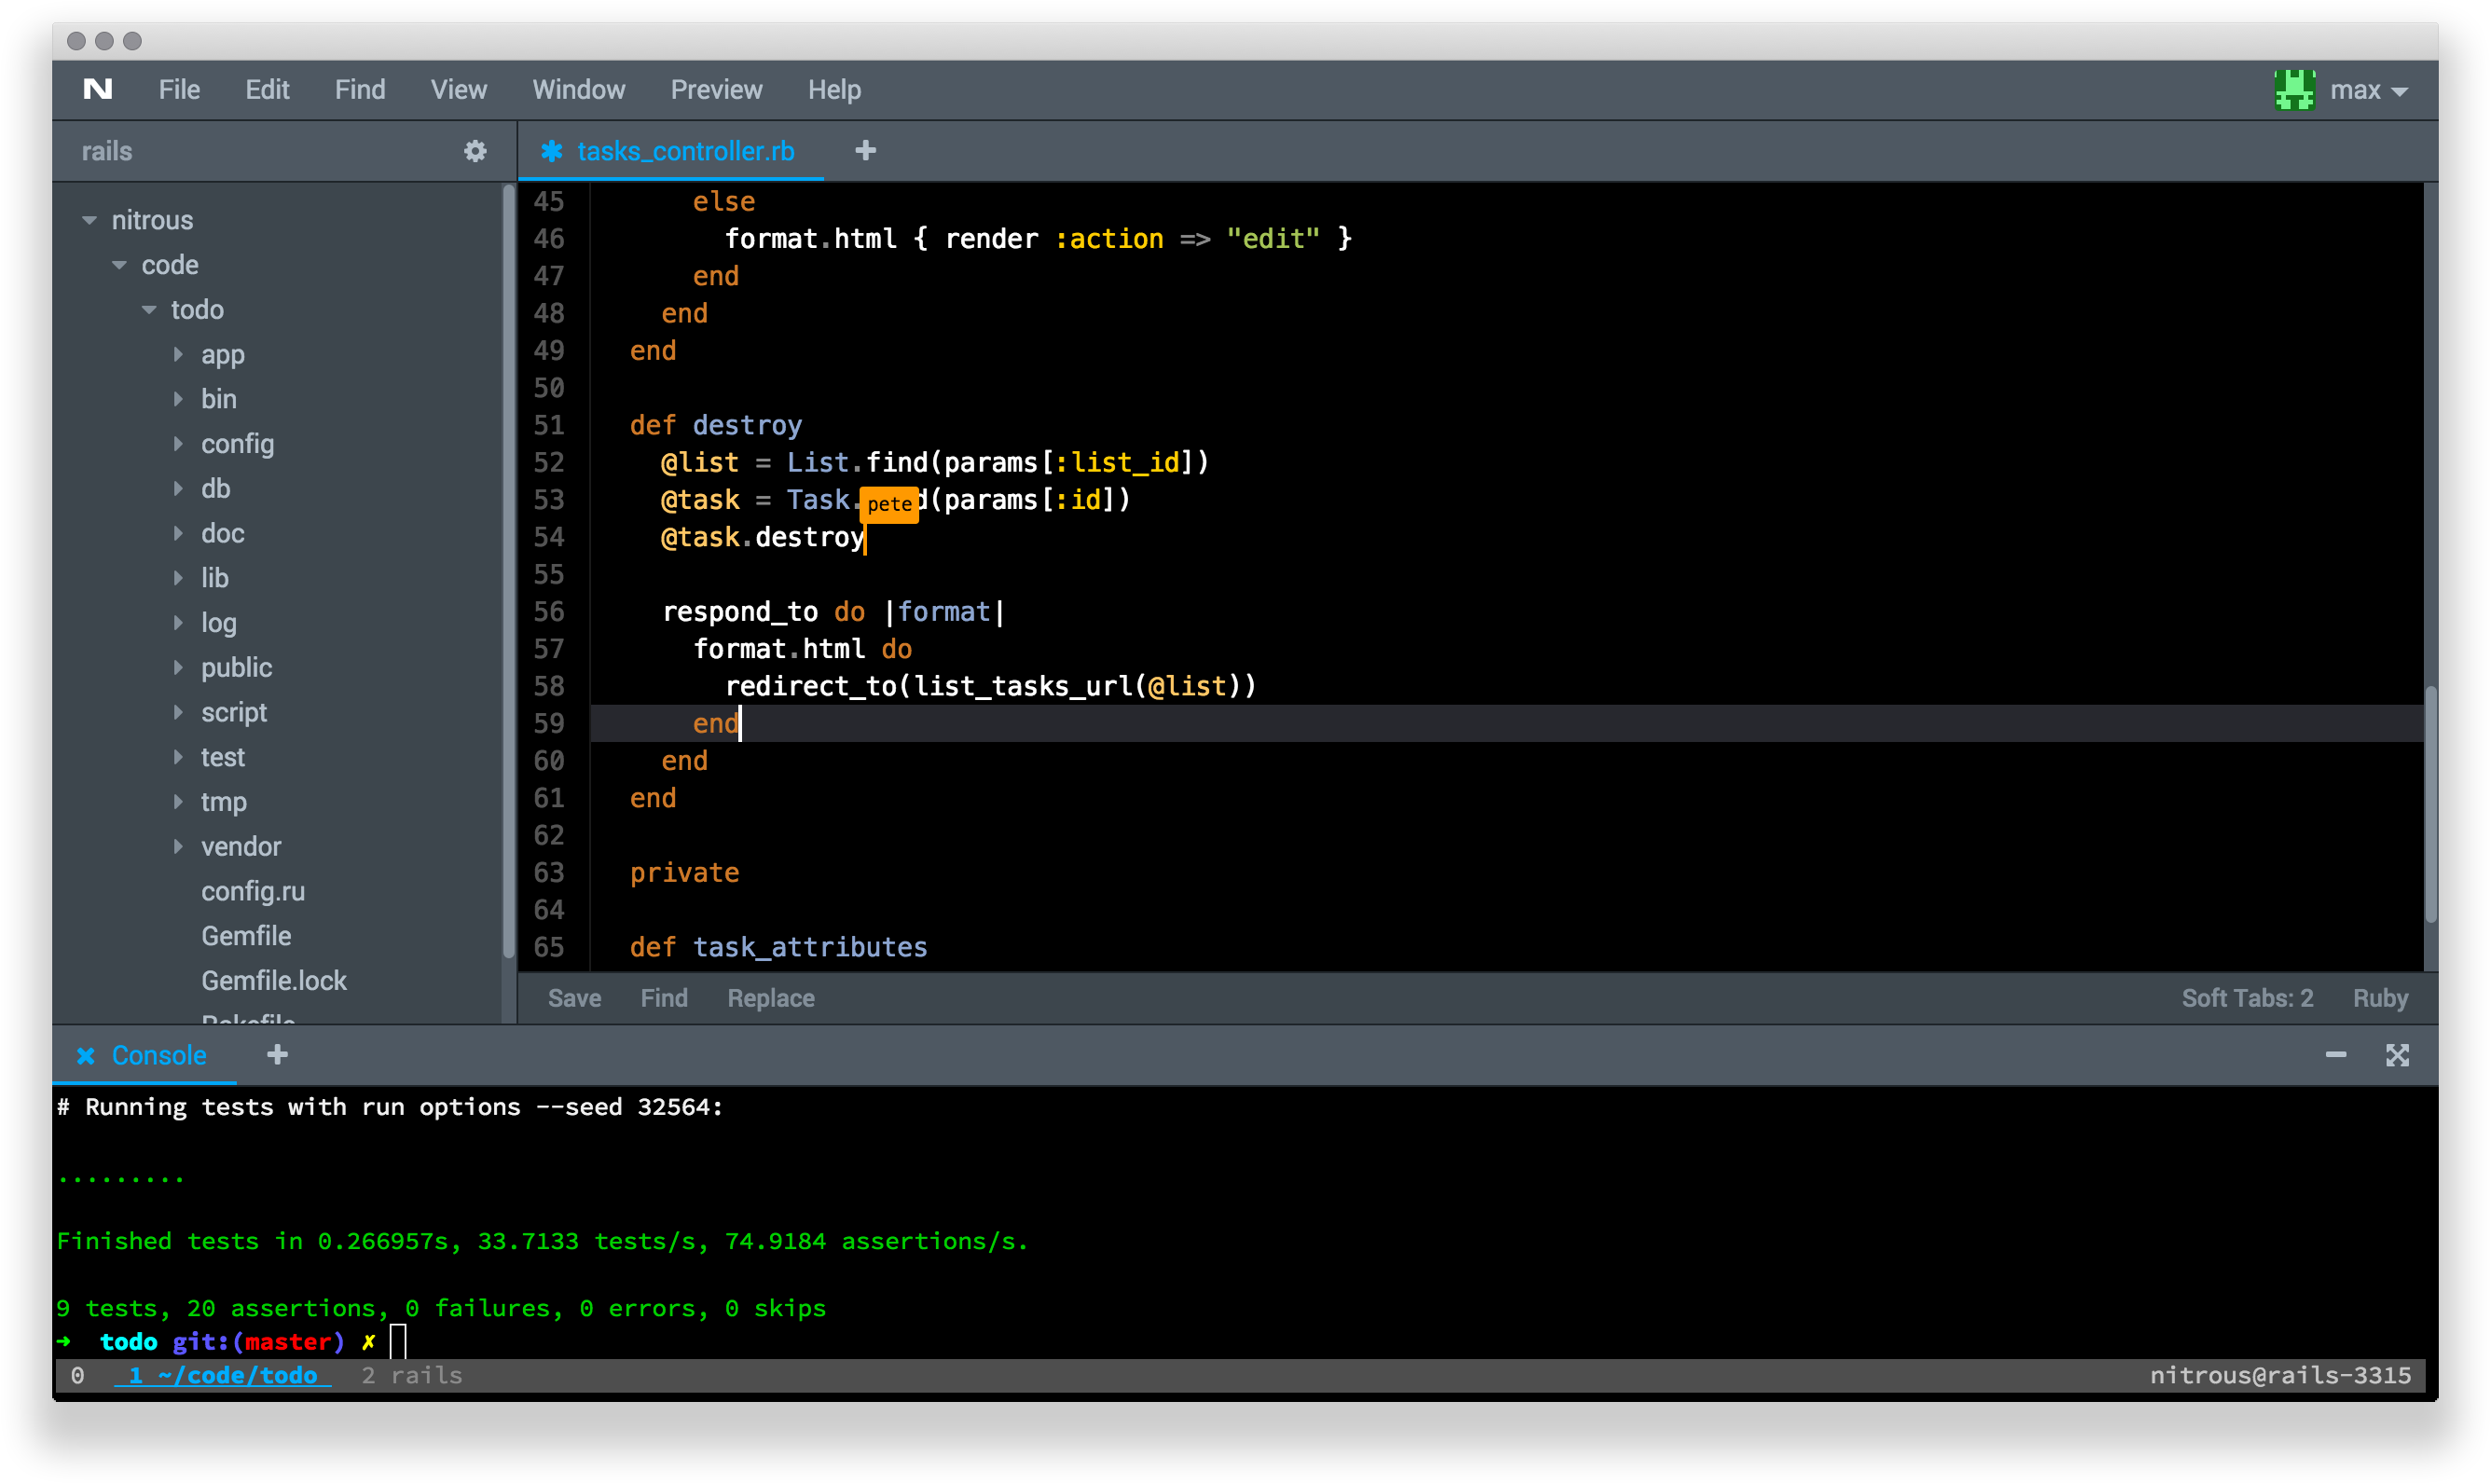 N File Edit Find View Window Preview Help max
rails
nitrous
code
todo
app
bin
config
db
doc
lib
log
public
script
test
tmp
vendor
config.ru
Gemfile
Gemfile.lock
tasks_controller.rb
45 else
46 format.html { render :action => "edit" }
47 end
48 end
49 end
50
51 def destroy
52 @list = List.find(params[:list_id])
53 @task = Task. d(params[:id])
pete
54 @task.destroy
55
56 respond_to do |format|
57 format.html do
58 redirect_to(list_tasks_url(@list))
59 end
60 end
61 end
62
63 private
64
65 def task_attributes
Save Find Replace Soft Tabs: 2 Ruby
Console
# Running tests with run options --seed 32564:
.........
Finished tests in 0.266957s, 33.7133 tests/s, 74.9184 assertions/s.
9 tests, 20 assertions, 0 failures, 0 errors, 0 skips
➜ todo git:(master) ✗
0 1 ~/code/todo 2 rails nitrous@rails-3315